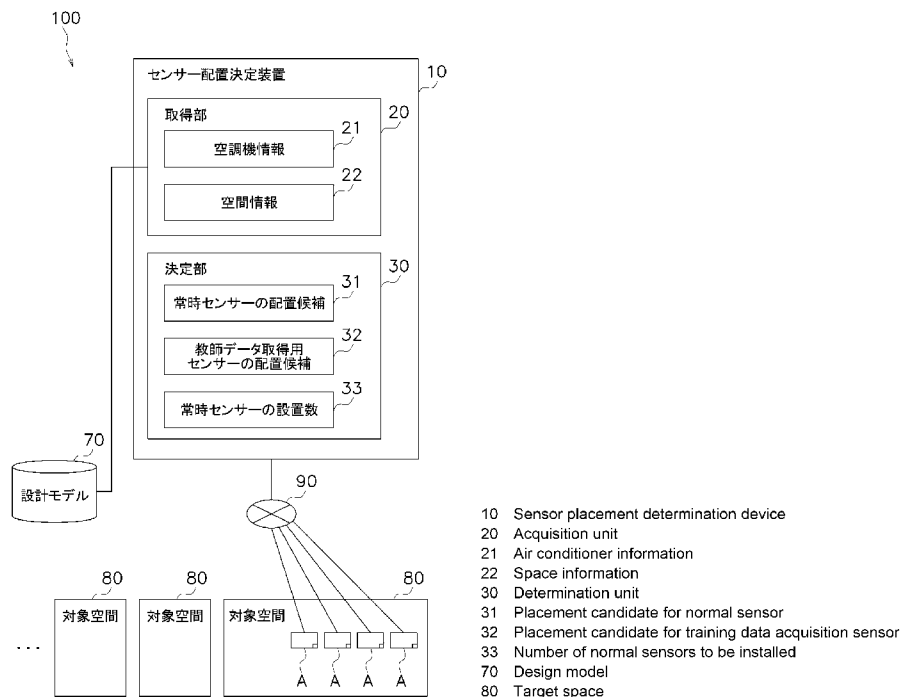 100
センサー配置決定装置
10
取得部
20
21
空調機情報
22
空間情報
決定部
30
31
常時センサーの配置候補
32
教師データ取得用
センサーの配置候補
33
常時センサーの設置数
70
設計モデル
90
80
80
80
対象空間
対象空間
対象空間
...
A A A A
10 Sensor placement determination device
20 Acquisition unit
21 Air conditioner information
22 Space information
30 Determination unit
31 Placement candidate for normal sensor
32 Placement candidate for training data acquisition sensor
33 Number of normal sensors to be installed
70 Design model
80 Target space